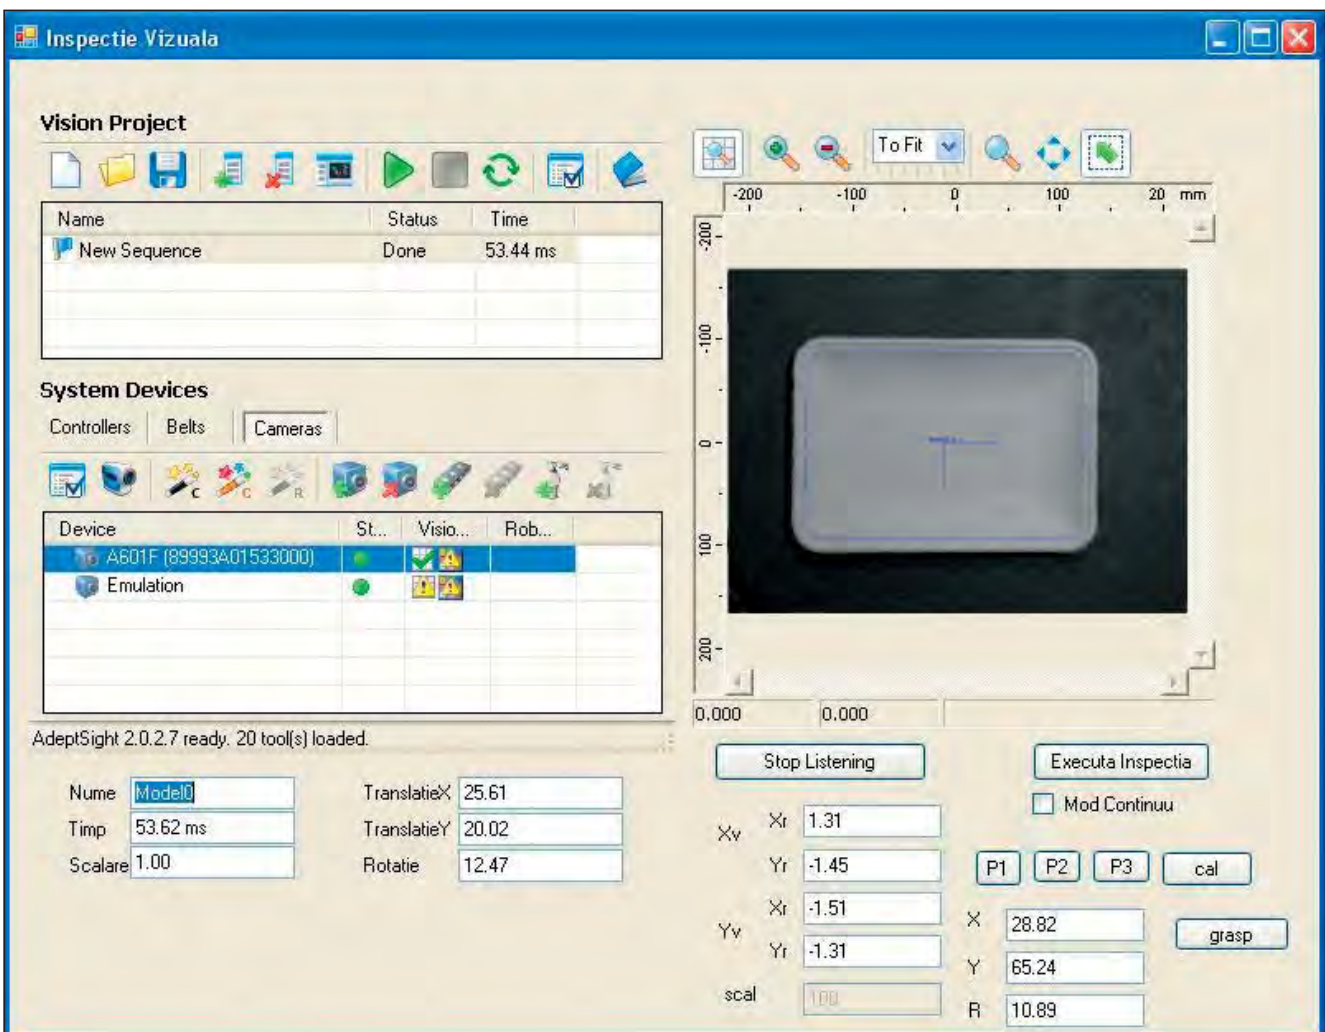 Inspectie Vizuala
Vision Project
Name Status Time
New Sequence Done 53.44 ms
System Devices
Controllers Belts Cameras
C G R
Device St... Visio... Rob...
A601F (89993A01533000)
Emulation
AdeptSight 2.0.2.7 ready. 20 tool(s) loaded.
Nume Model0
Timp 53.62 ms
Scalare 1.00
TranslatieX 25.61
TranslatieY 20.02
Rotatie 12.47
To Fit
-200 -100 0 100 20 mm
-200
-100
0
100
200
0.000 0.000
Stop Listening Executa Inspectia
Mod Continuu
Xv Xr 1.31
Yr -1.45
Yv Xr -1.51
Yr -1.31
scal 100
P1 P2 P3 cal
X 28.82
grasp
Y 65.24
R 10.89